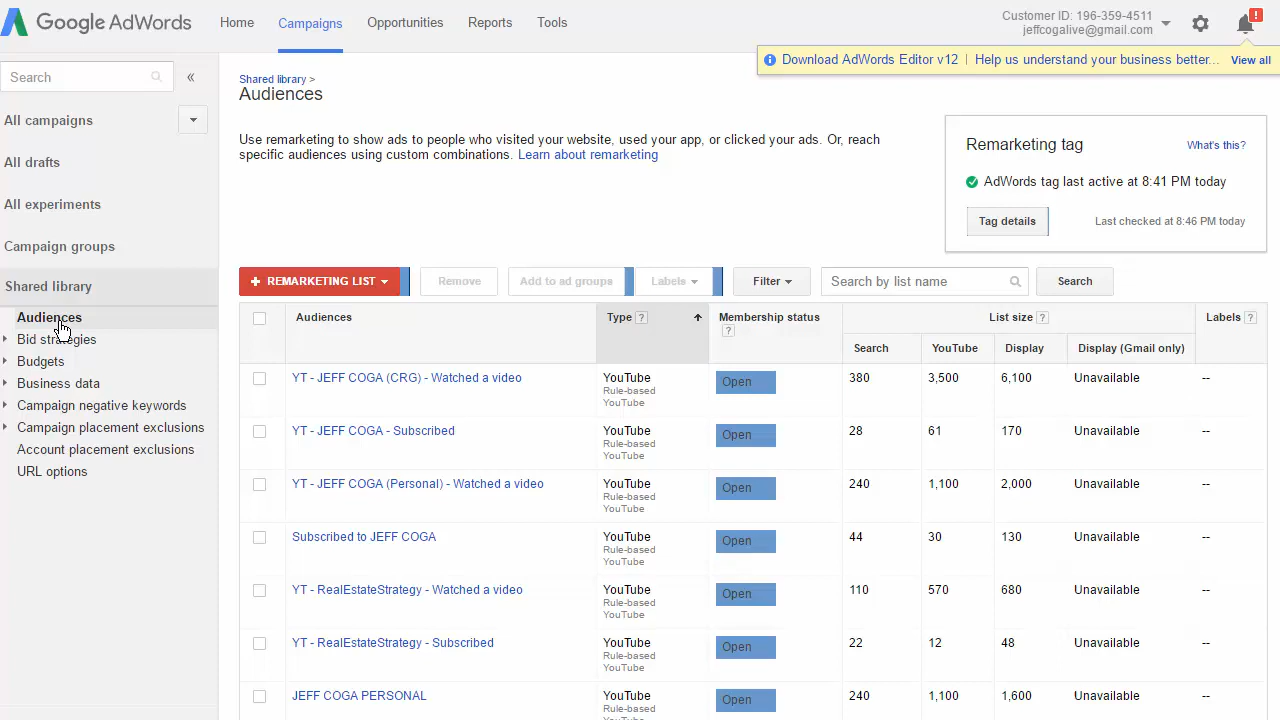 Google AdWords
Home Campaigns Opportunities Reports Tools
Customer ID: 196-359-4511
jeffcogalive@gmail.com
!
Download AdWords Editor v12 | Help us understand your business better... View all
Search «
All campaigns
All drafts
All experiments
Campaign groups
Shared library
Audiences
Bid strategies
Budgets
Business data
Campaign negative keywords
Campaign placement exclusions
Account placement exclusions
URL options
Shared library >
Audiences
Use remarketing to show ads to people who visited your website, used your app, or clicked your ads. Or, reach
specific audiences using custom combinations. Learn about remarketing
Remarketing tag What's this?
AdWords tag last active at 8:41 PM today
Tag details Last checked at 8:46 PM today
+ REMARKETING LIST Remove Add to ad groups Labels Filter Search by list name Search
Audiences Type ? Membership status ? List size ? Labels ?
Search YouTube Display Display (Gmail only)
YT - JEFF COGA (CRG) - Watched a video YouTube Open 380 3,500 6,100 Unavailable --
Rule-based
YouTube
YT - JEFF COGA - Subscribed YouTube Open 28 61 170 Unavailable --
Rule-based
YouTube
YT - JEFF COGA (Personal) - Watched a video YouTube Open 240 1,100 2,000 Unavailable --
Rule-based
YouTube
Subscribed to JEFF COGA YouTube Open 44 30 130 Unavailable --
Rule-based
YouTube
YT - RealEstateStrategy - Watched a video YouTube Open 110 570 680 Unavailable --
Rule-based
YouTube
YT - RealEstateStrategy - Subscribed YouTube Open 22 12 48 Unavailable --
Rule-based
YouTube
JEFF COGA PERSONAL YouTube Open 240 1,100 1,600 Unavailable --
Rule-based